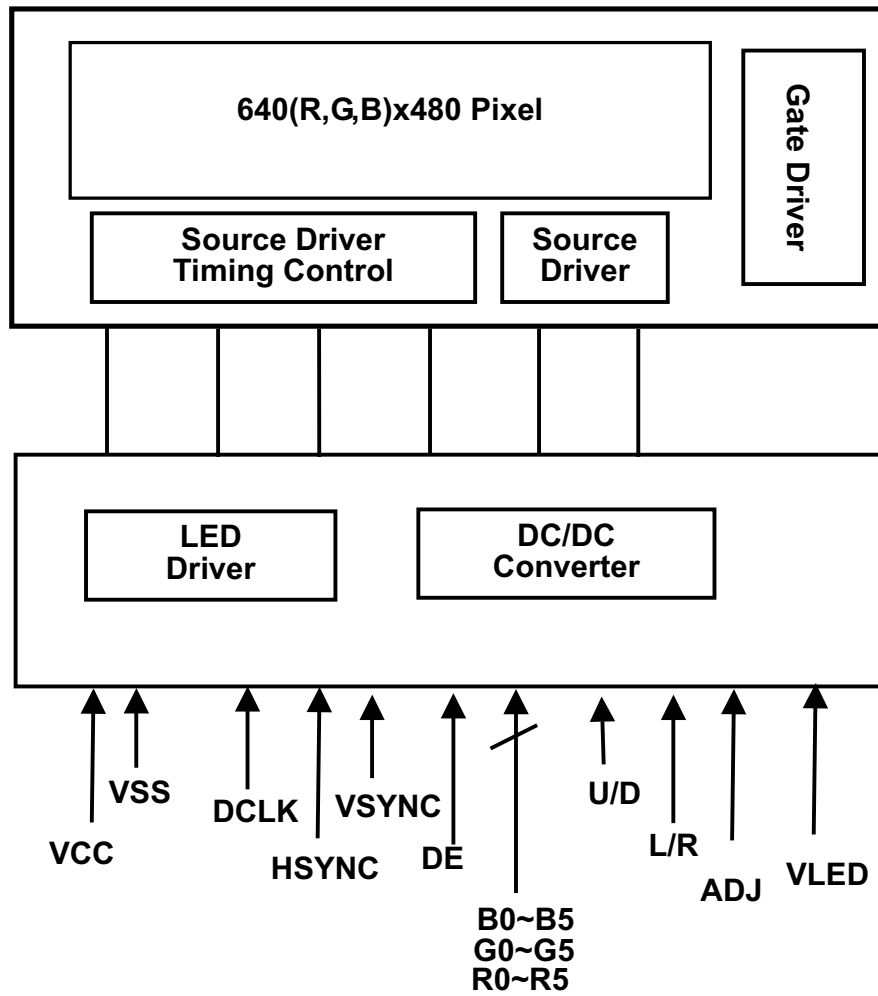 640(R,G,B)x480 Pixel
Gate Driver
Source Driver
Timing Control
Source
Driver
LED
Driver
DC/DC
Converter
VCC
VSS
DCLK
HSYNC
VSYNC
DE
B0~B5
G0~G5
R0~R5
U/D
L/R
ADJ
VLED